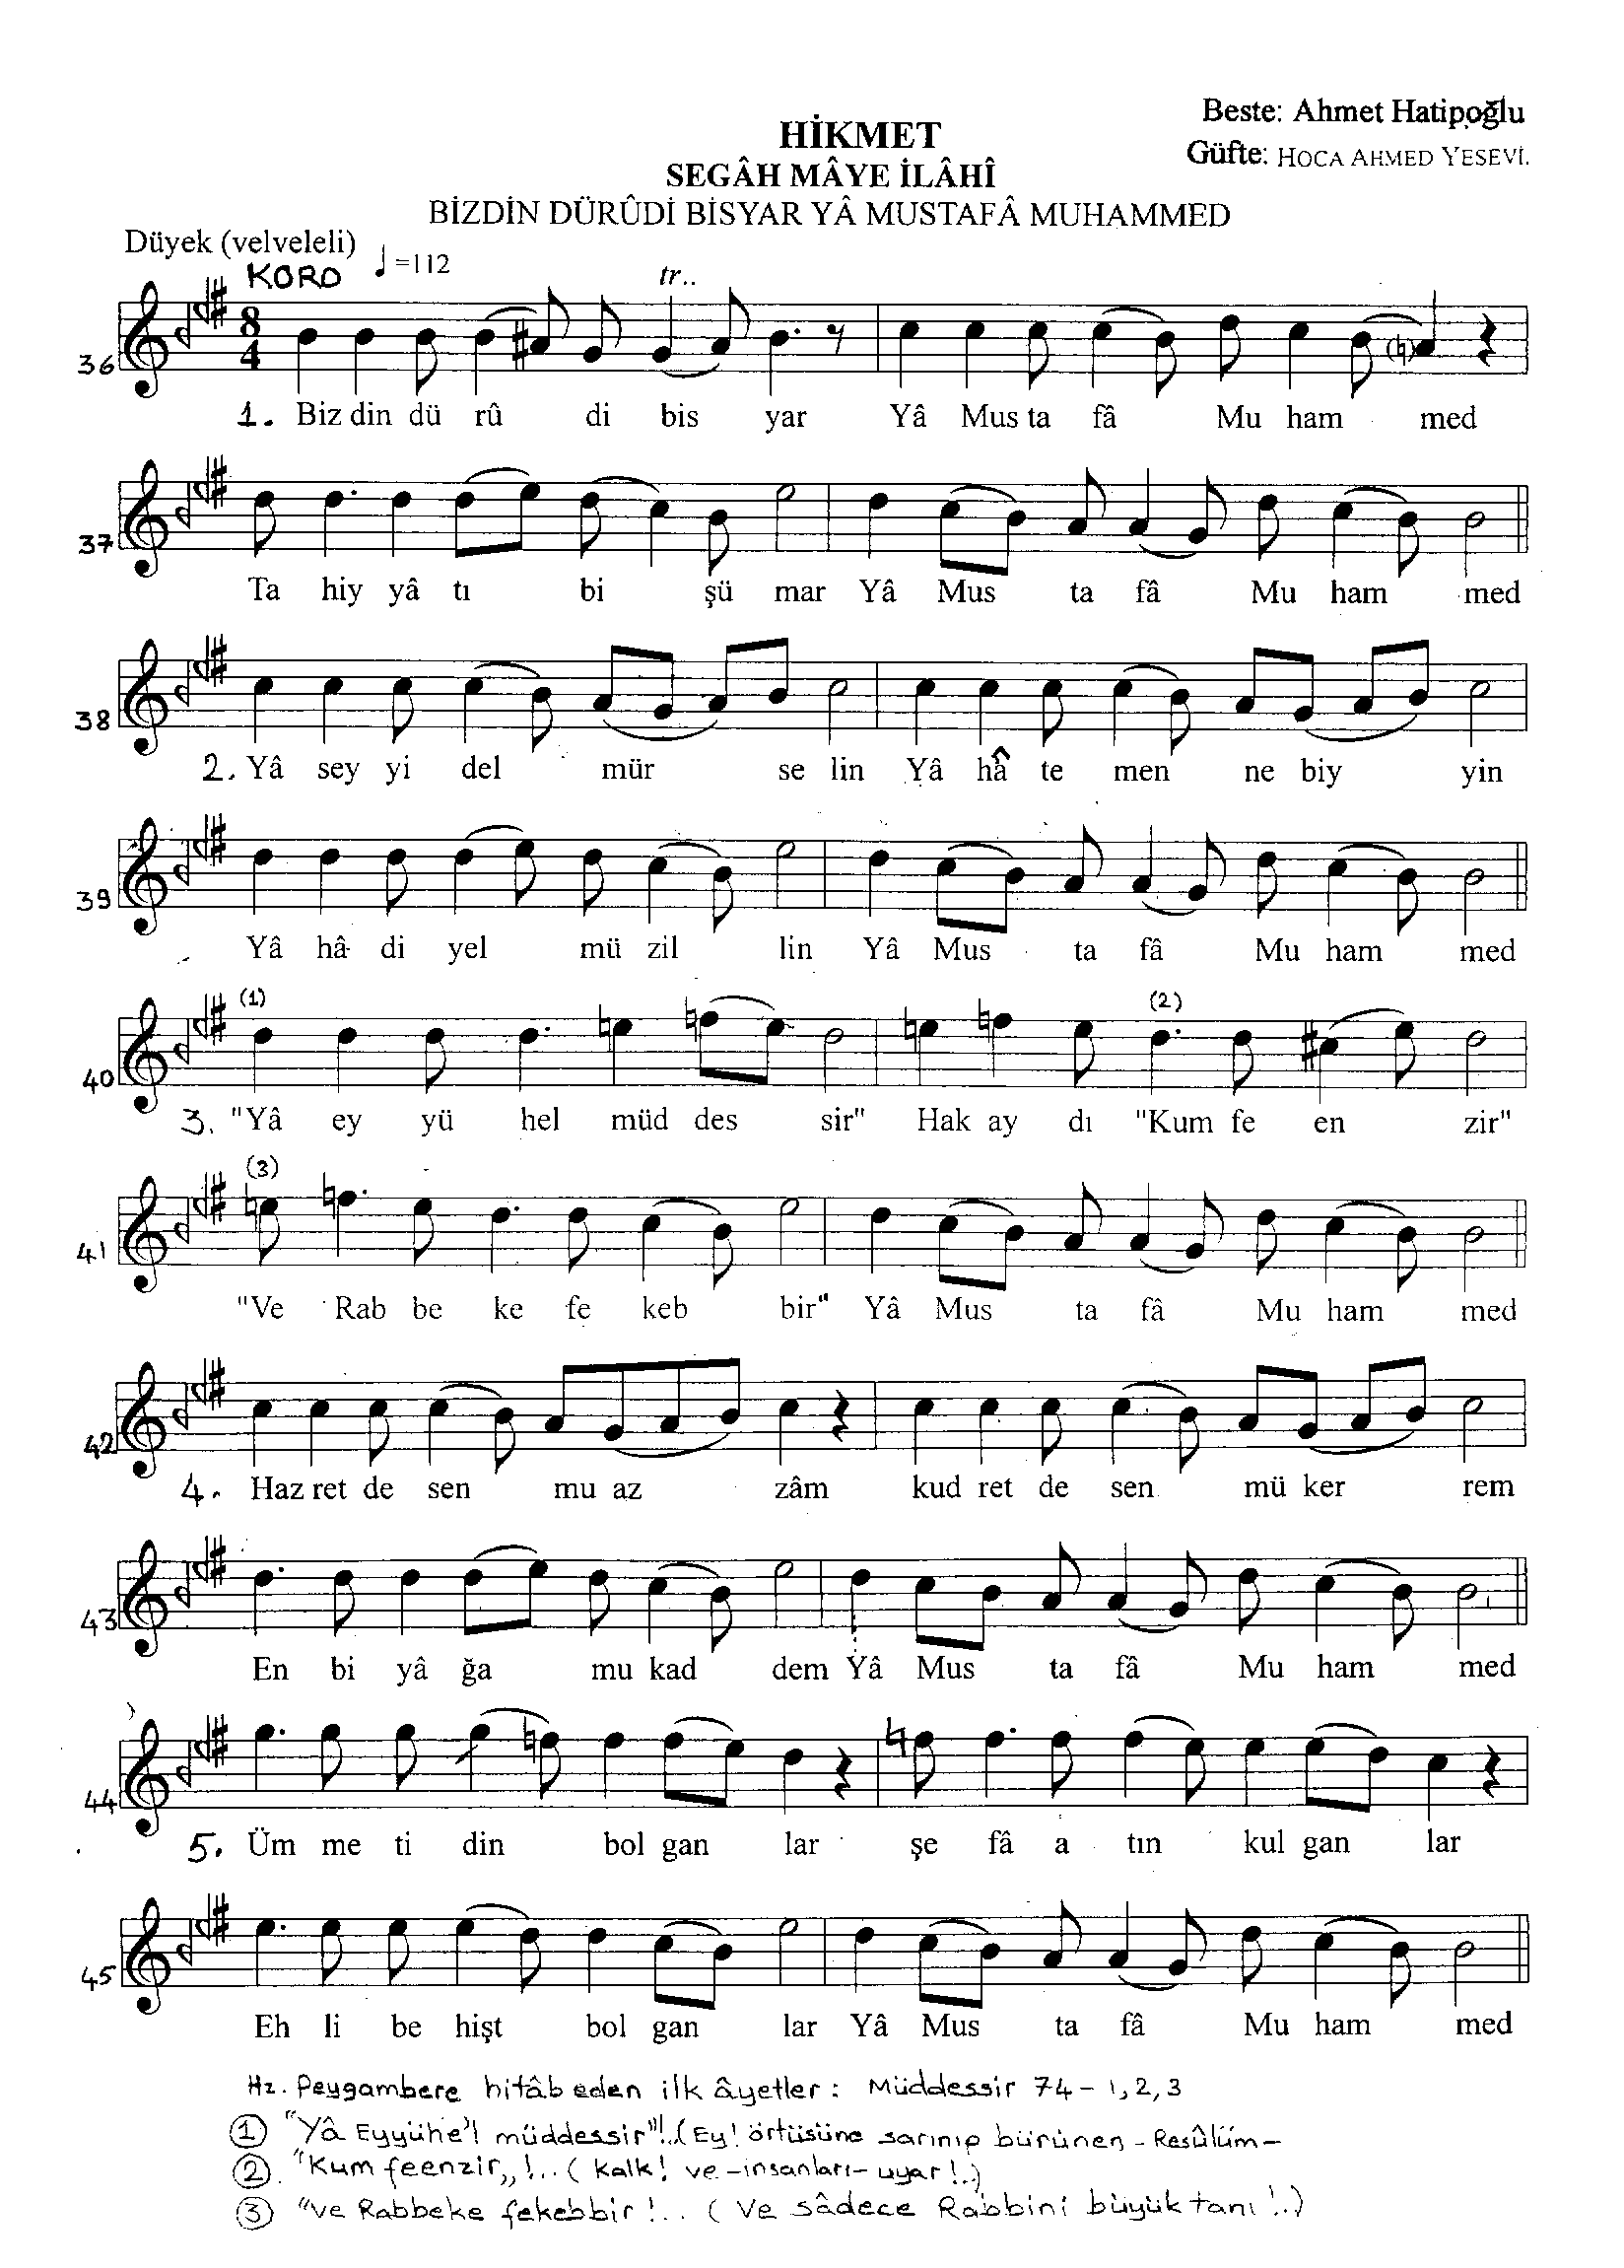 Beste: Ahmet Hatipoğlu
HİKMET
Güfte: HOCA AHMED YESEVİ.
SEGÂH MÂYE İLÂHÎ
BİZDİN DÜRÛDİ BİSYAR YÂ MUSTAFÂ MUHAMMED
Düyek (velveleli)
KORO ♩=112
tr..
8/4
36
1. Biz din dü rû di bis yar Yâ Mus ta fâ Mu ham med
37
Ta hiy yâ tı bi şü mar Yâ Mus ta fâ Mu ham med
38
2. Yâ sey yi del mür se lin Yâ hâ te men ne biy yin
39
Yâ hâ di yel mü zil lin Yâ Mus ta fâ Mu ham med
(1) (2)
40
3. "Yâ ey yü hel müd des sir" Hak ay dı "Kum fe en zir"
(3)
41
"Ve Rab be ke fe keb bir" Yâ Mus ta fâ Mu ham med
42
4. Haz ret de sen mu az zâm kud ret de sen mü ker rem
43
En bi yâ ğa mu kad dem Yâ Mus ta fâ Mu ham med
44
5. Üm me ti din bol gan lar şe fâ a tın kul gan lar
45
Eh li be hişt bol gan lar Yâ Mus ta fâ Mu ham med
Hz. Peygambere hitâb eden ilk âyetler: Müddessir 74 – 1, 2, 3
① "Yâ Eyyühe'l müddessir"!..(Ey! örtüsüne sarınıp bürünen - Resûlüm –
②. "Kum feenzir,,!..( Kalk! ve -insanları- uyar!..)
③ "ve Rabbeke fekebbir!.. ( Ve sâdece Rabbini büyük tanı!..)